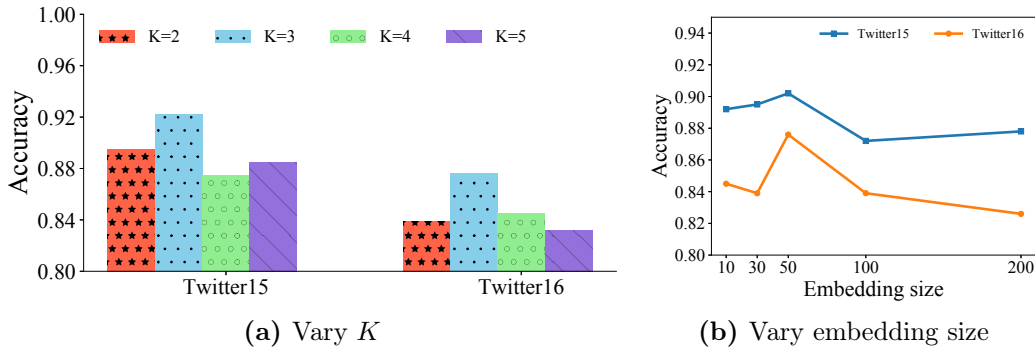 1.00
0.96
0.92
0.88
0.84
0.80
Accuracy
K=2 K=3 K=4 K=5
Twitter15 Twitter16
(a) Vary K
0.94
0.92
0.90
0.88
0.86
0.84
0.82
0.80
Accuracy
Twitter15 Twitter16
10 30 50 100 200
Embedding size
(b) Vary embedding size